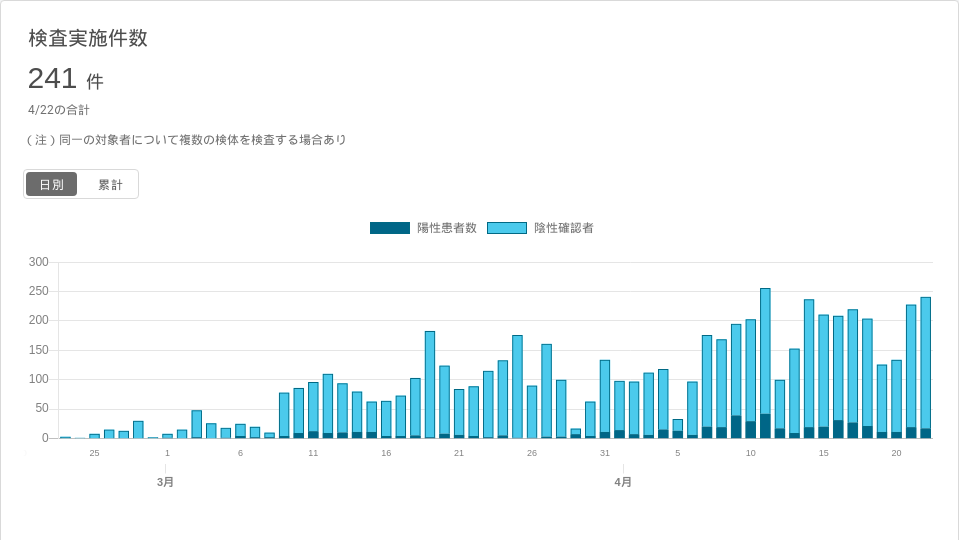 検査実施件数
241 件
4/22の合計
（注）同一の対象者について複数の検体を検査する場合あり
日別 累計
陽性患者数 陰性確認者
300
250
200
150
100
50
0
25 1 6 11 16 21 26 31 5 10 15 20
3月 4月